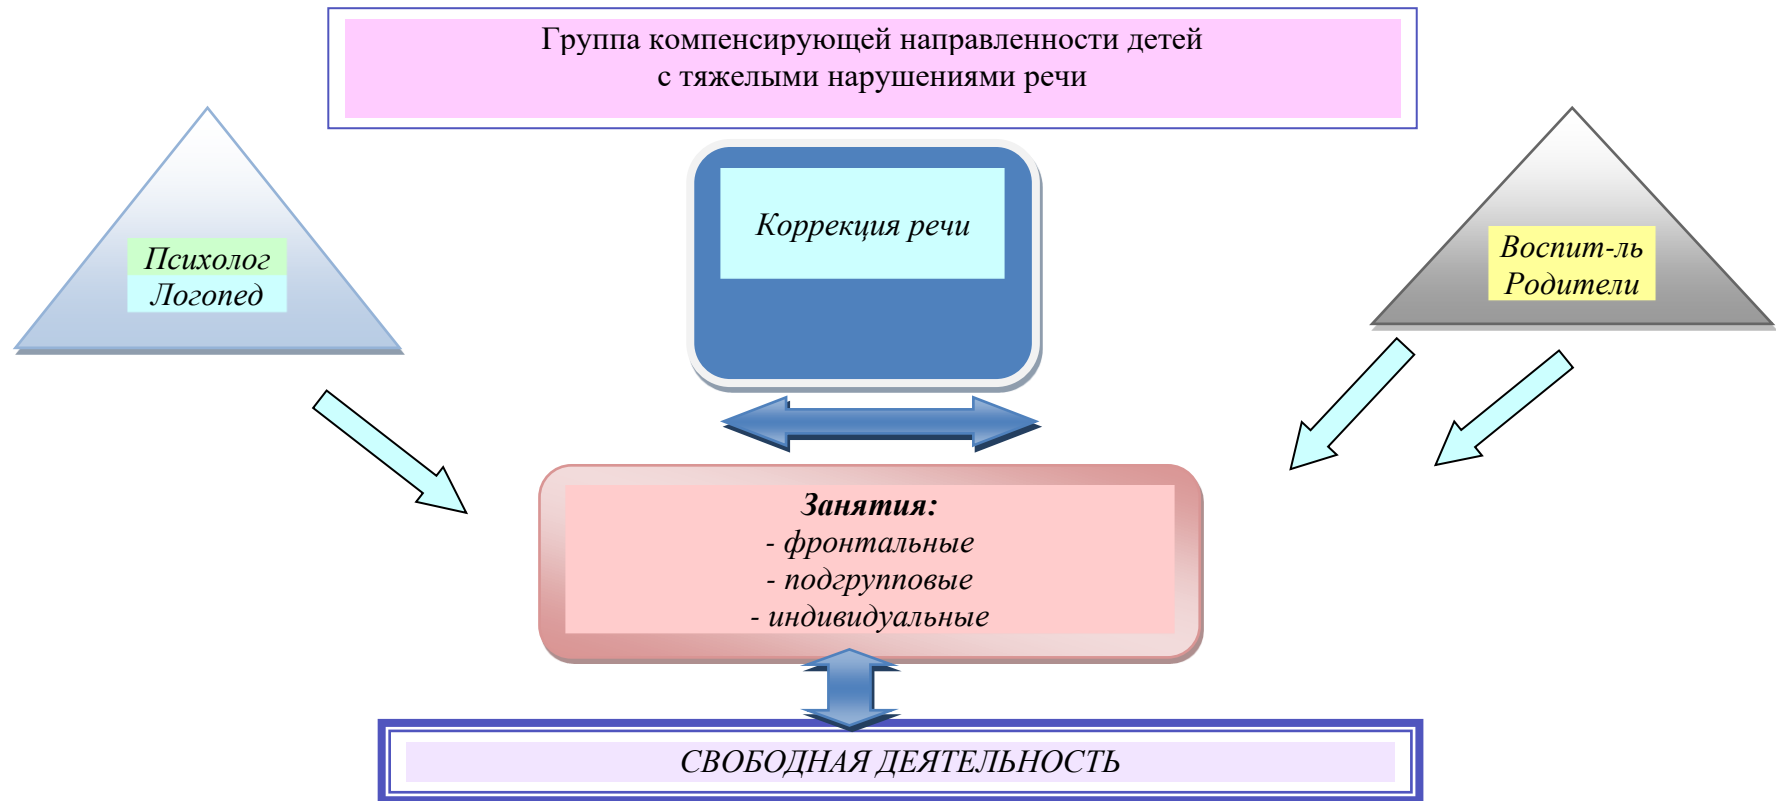 Группа компенсирующей направленности детей
с тяжелыми нарушениями речи
Коррекция речи
Психолог
Логопед
Воспит-ль
Родители
Занятия:
- фронтальные
- подгрупповые
- индивидуальные
СВОБОДНАЯ ДЕЯТЕЛЬНОСТЬ